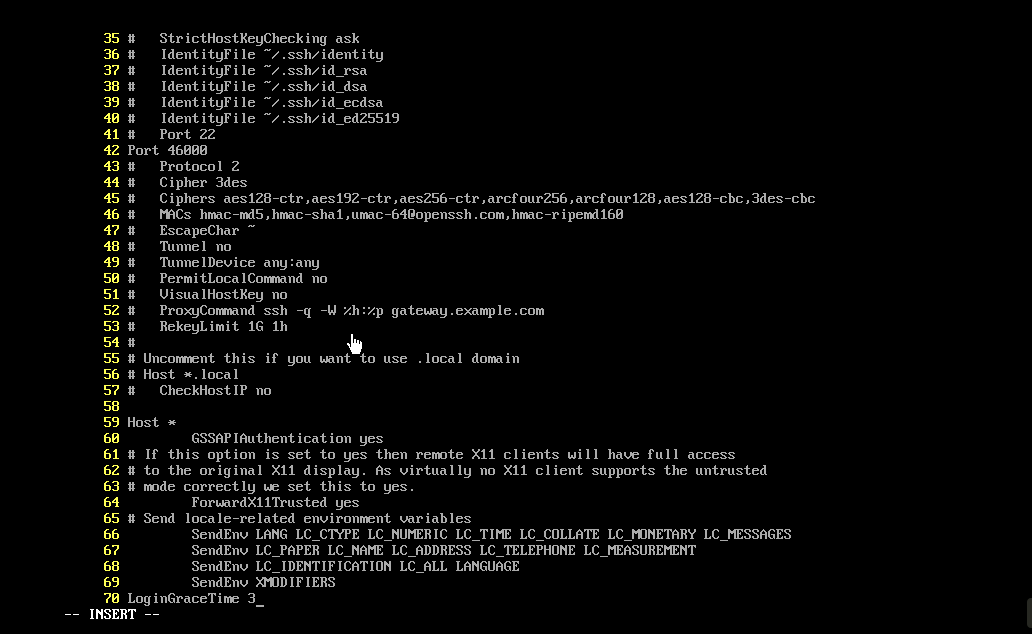 35 #   StrictHostKeyChecking ask
36 #   IdentityFile ~/.ssh/identity
37 #   IdentityFile ~/.ssh/id_rsa
38 #   IdentityFile ~/.ssh/id_dsa
39 #   IdentityFile ~/.ssh/id_ecdsa
40 #   IdentityFile ~/.ssh/id_ed25519
41 #   Port 22
42 Port 46000
43 #   Protocol 2
44 #   Cipher 3des
45 #   Ciphers aes128-ctr,aes192-ctr,aes256-ctr,arcfour256,arcfour128,aes128-cbc,3des-cbc
46 #   MACs hmac-md5,hmac-sha1,umac-64@openssh.com,hmac-ripemd160
47 #   EscapeChar ~
48 #   Tunnel no
49 #   TunnelDevice any:any
50 #   PermitLocalCommand no
51 #   VisualHostKey no
52 #   ProxyCommand ssh -q -W %h:%p gateway.example.com
53 #   RekeyLimit 1G 1h
54 #
55 # Uncomment this if you want to use .local domain
56 # Host *.local
57 #   CheckHostIP no
58
59 Host *
60         GSSAPIAuthentication yes
61 # If this option is set to yes then remote X11 clients will have full access
62 # to the original X11 display. As virtually no X11 client supports the untrusted
63 # mode correctly we set this to yes.
64         ForwardX11Trusted yes
65 # Send locale-related environment variables
66         SendEnv LANG LC_CTYPE LC_NUMERIC LC_TIME LC_COLLATE LC_MONETARY LC_MESSAGES
67         SendEnv LC_PAPER LC_NAME LC_ADDRESS LC_TELEPHONE LC_MEASUREMENT
68         SendEnv LC_IDENTIFICATION LC_ALL LANGUAGE
69         SendEnv XMODIFIERS
70 LoginGraceTime 3_
-- INSERT --